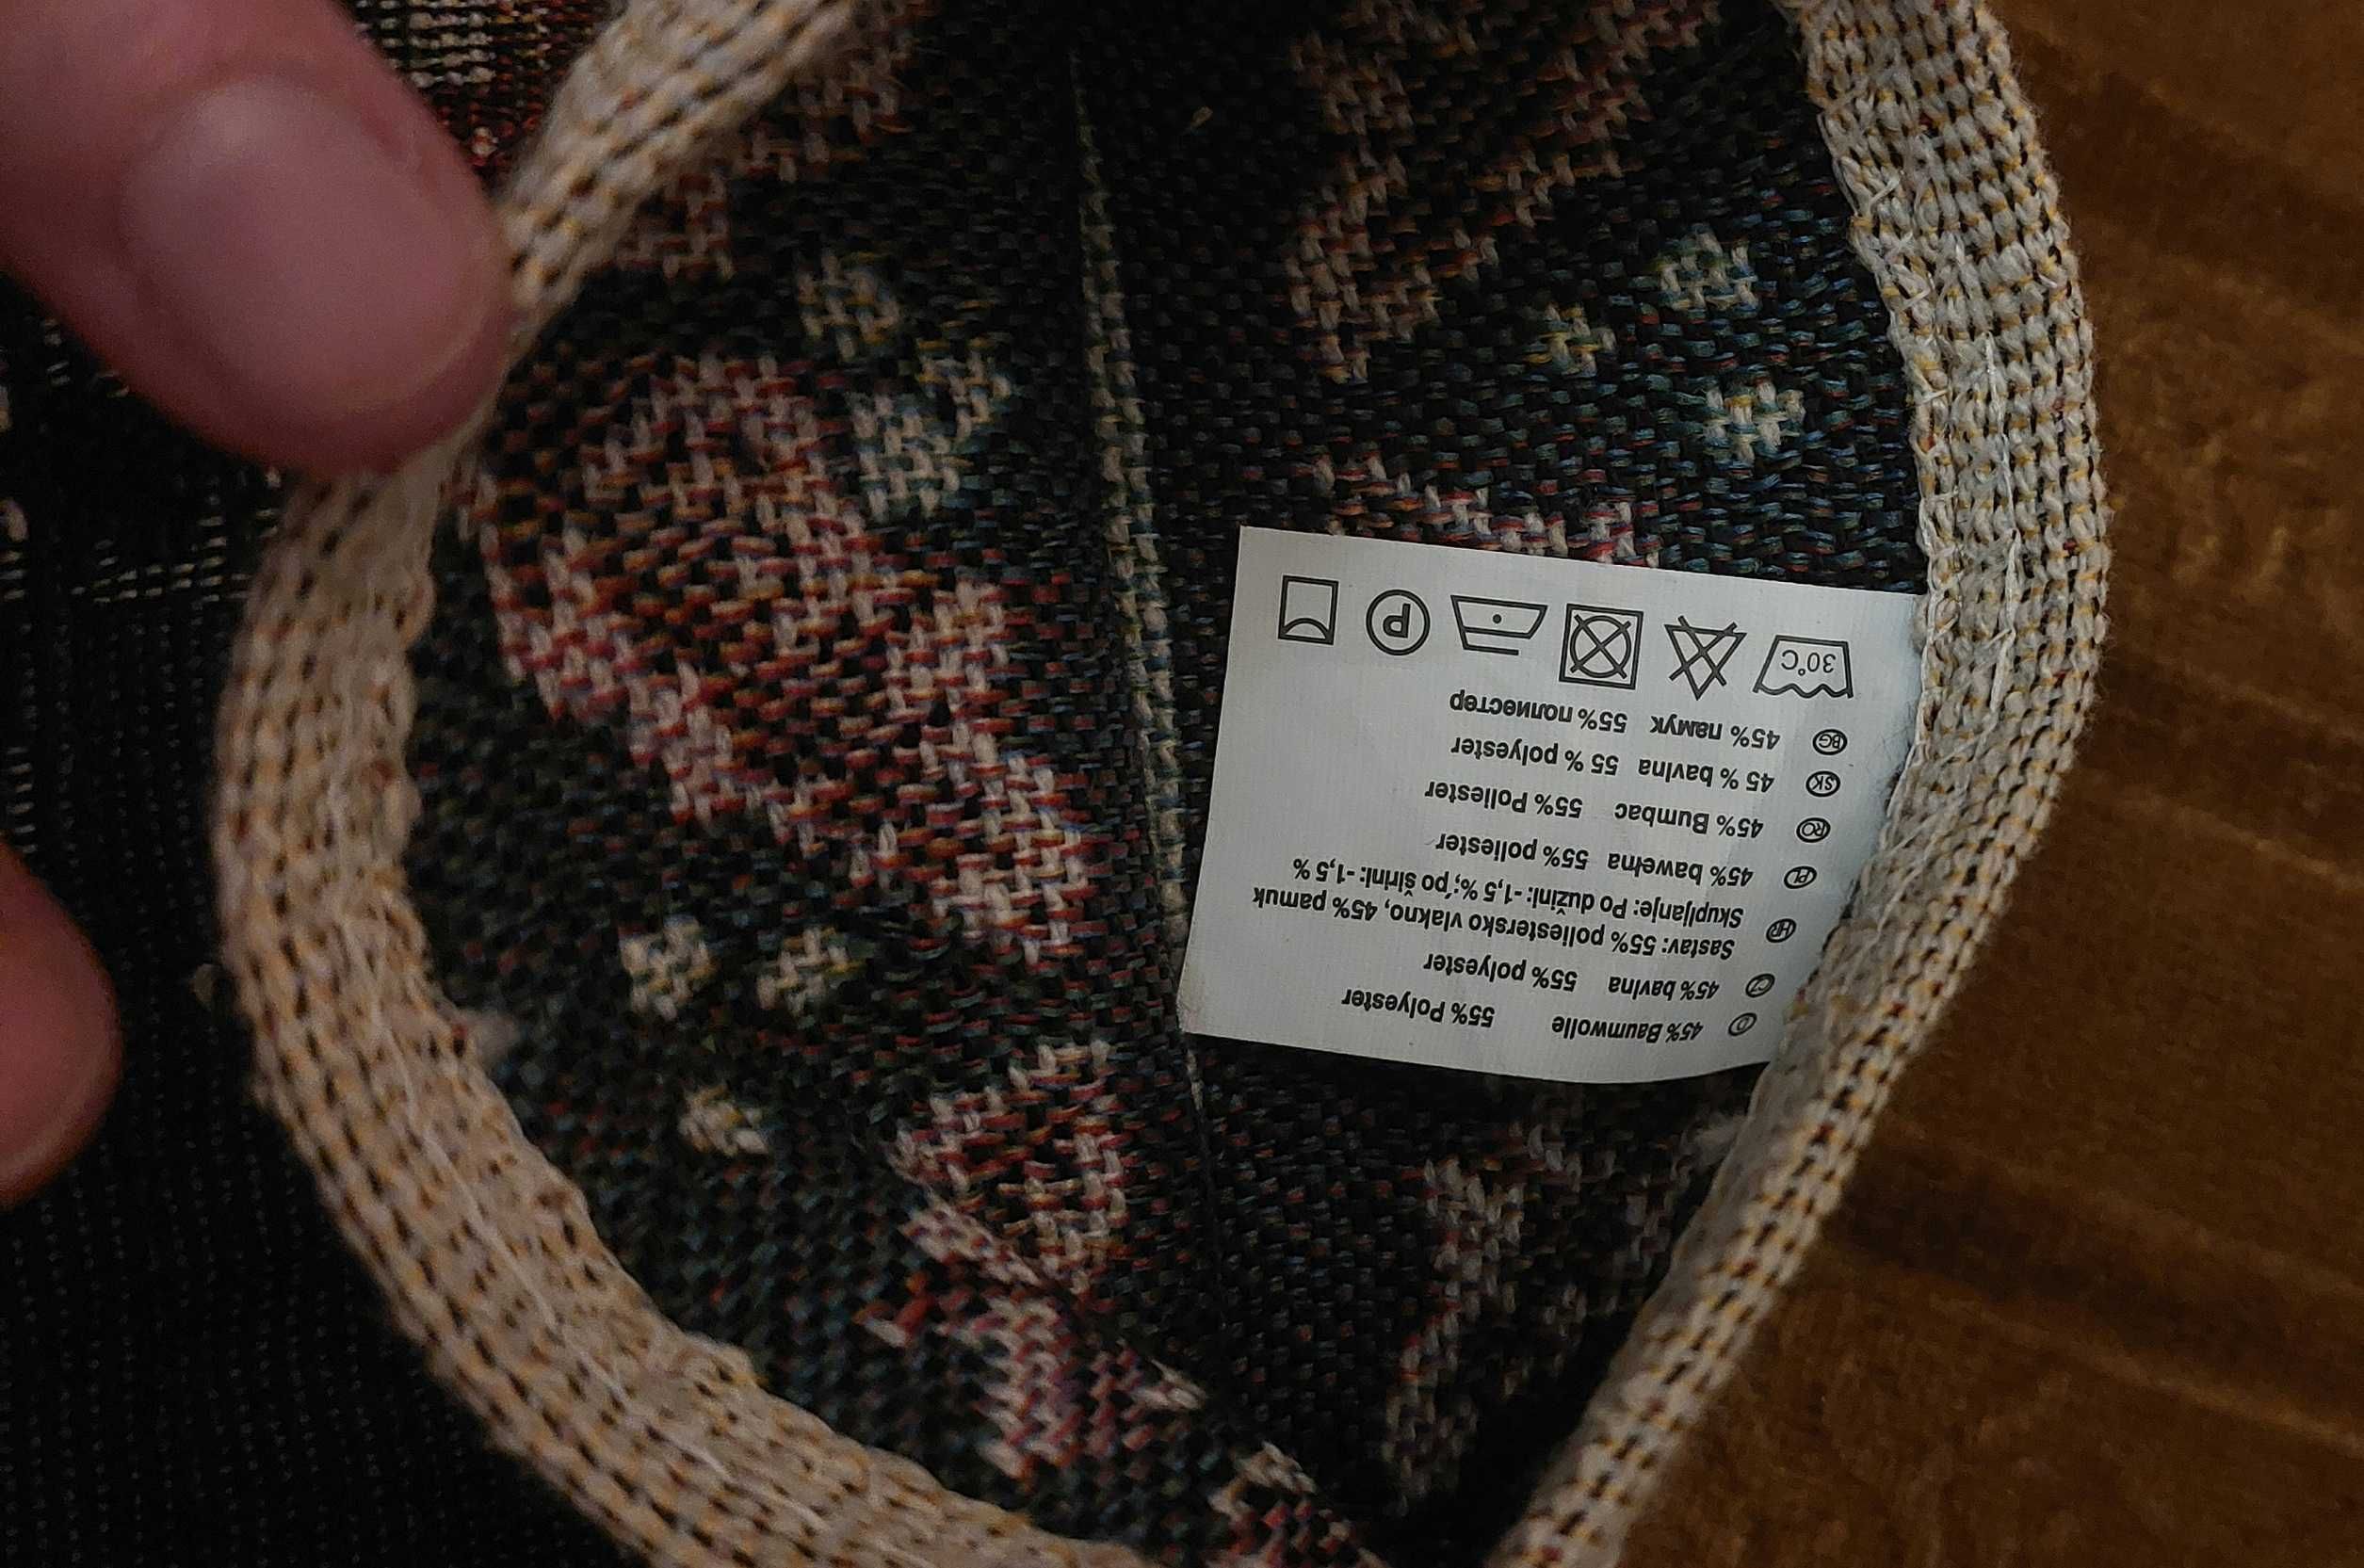 D 45% Baumwolle 55% Polyester
CZ 45% bavlna 55% polyester
HR Sastav: 55% poliestersko vlakno, 45% pamuk
Skupljanje: Po dužini: -1,5 %; po širini: -1,5 %
PL 45% bawełna 55% poliester
RO 45% Bumbac 55% Poliester
SK 45 % bavlna 55 % polyester
BG 45% памук 55% полиестер
30°C P